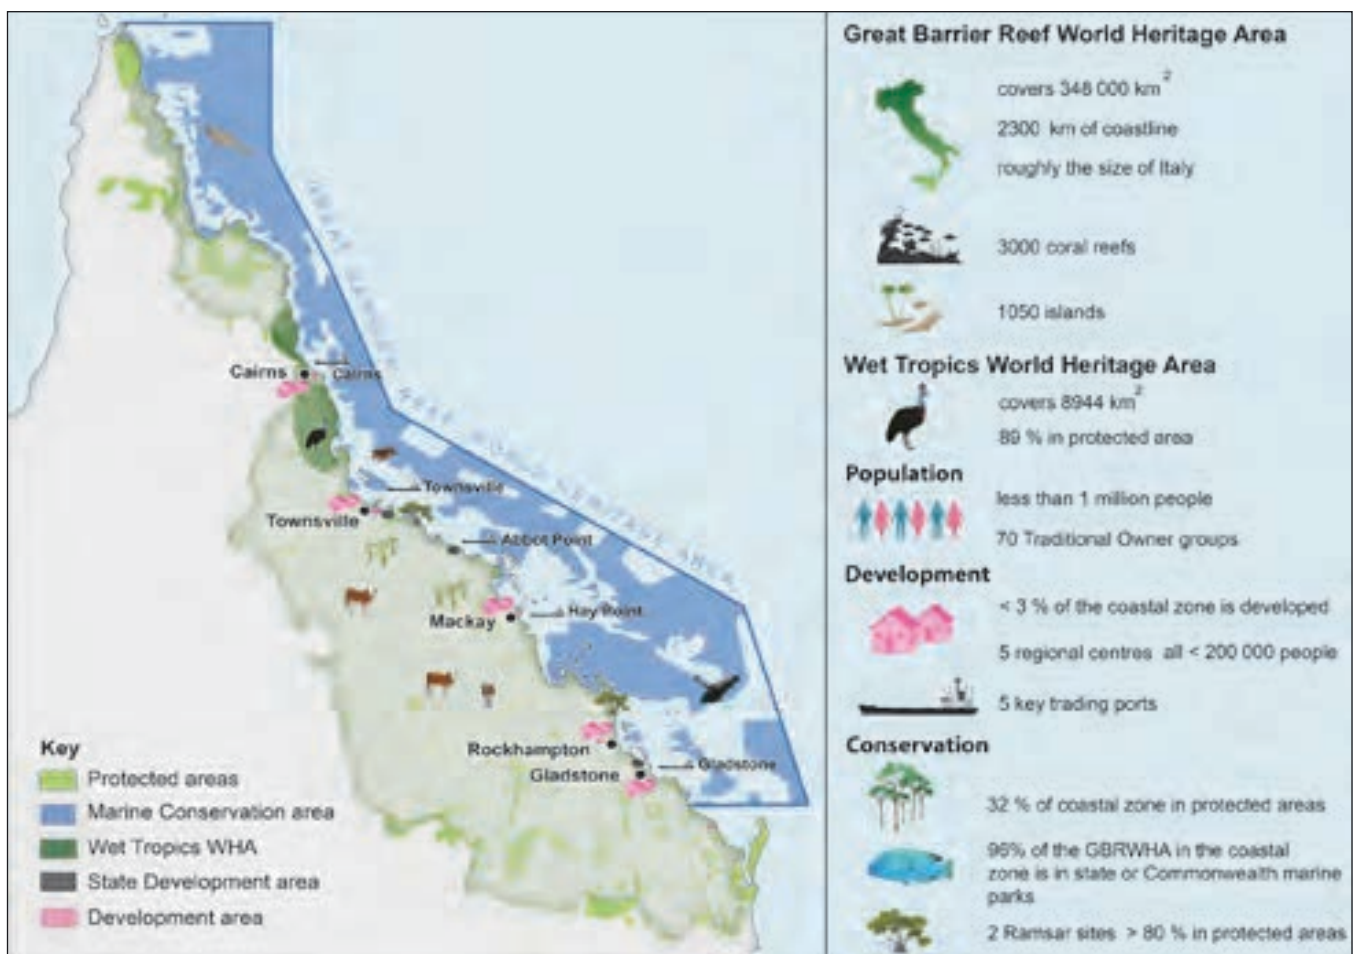 GREAT BARRIER REEF WORLD HERITAGE AREA
Cairns
Cairns
Townsville
Townsville
Abbot Point
Hay Point
Mackay
Rockhampton
Gladstone
Gladstone
Key
Protected areas
Marine Conservation area
Wet Tropics WHA
State Development area
Development area
Great Barrier Reef World Heritage Area
covers 348 000 km²
2300 km of coastline
roughly the size of Italy
3000 coral reefs
1050 islands
Wet Tropics World Heritage Area
covers 8944 km²
89 % in protected area
Population
less than 1 million people
70 Traditional Owner groups
Development
< 3 % of the coastal zone is developed
5 regional centres all < 200 000 people
5 key trading ports
Conservation
32 % of coastal zone in protected areas
96% of the GBRWHA in the coastal
zone is in state or Commonwealth marine
parks
2 Ramsar sites > 80 % in protected areas